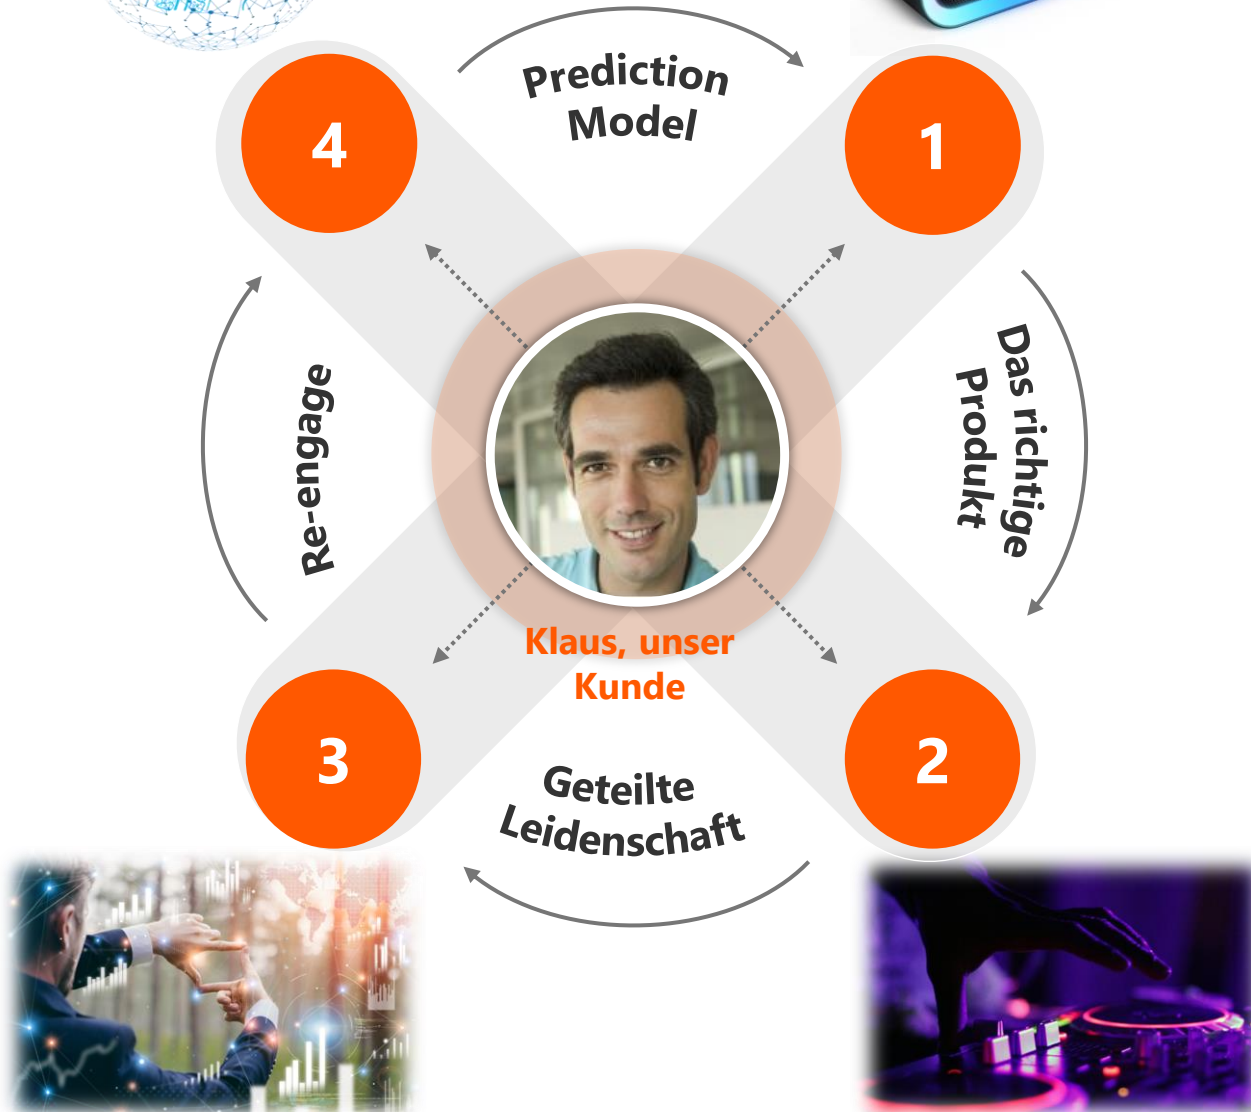 Prediction
Model
4
1
Das richtige
Produkt
Re-engage
Klaus, unser
Kunde
3
2
Geteilte
Leidenschaft